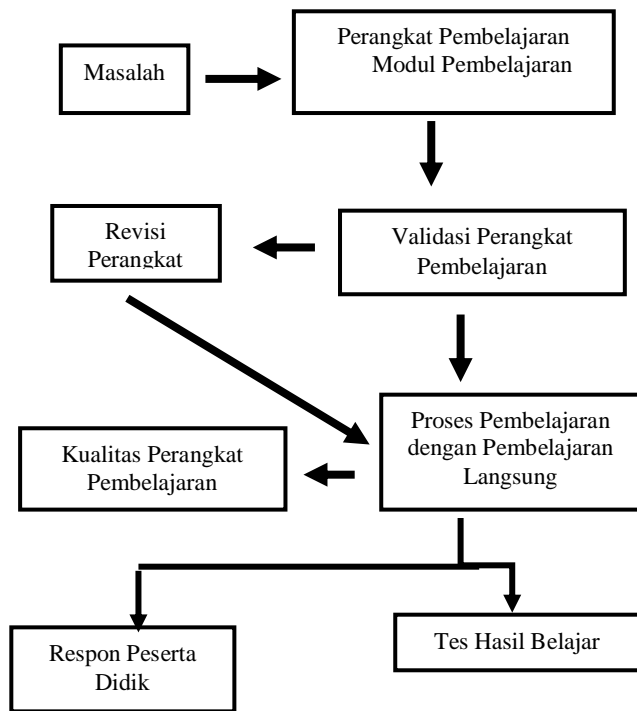 Masalah
Perangkat Pembelajaran
Modul Pembelajaran
Revisi
Perangkat
Validasi Perangkat
Pembelajaran
Proses Pembelajaran
dengan Pembelajaran
Langsung
Kualitas Perangkat
Pembelajaran
Respon Peserta
Didik
Tes Hasil Belajar